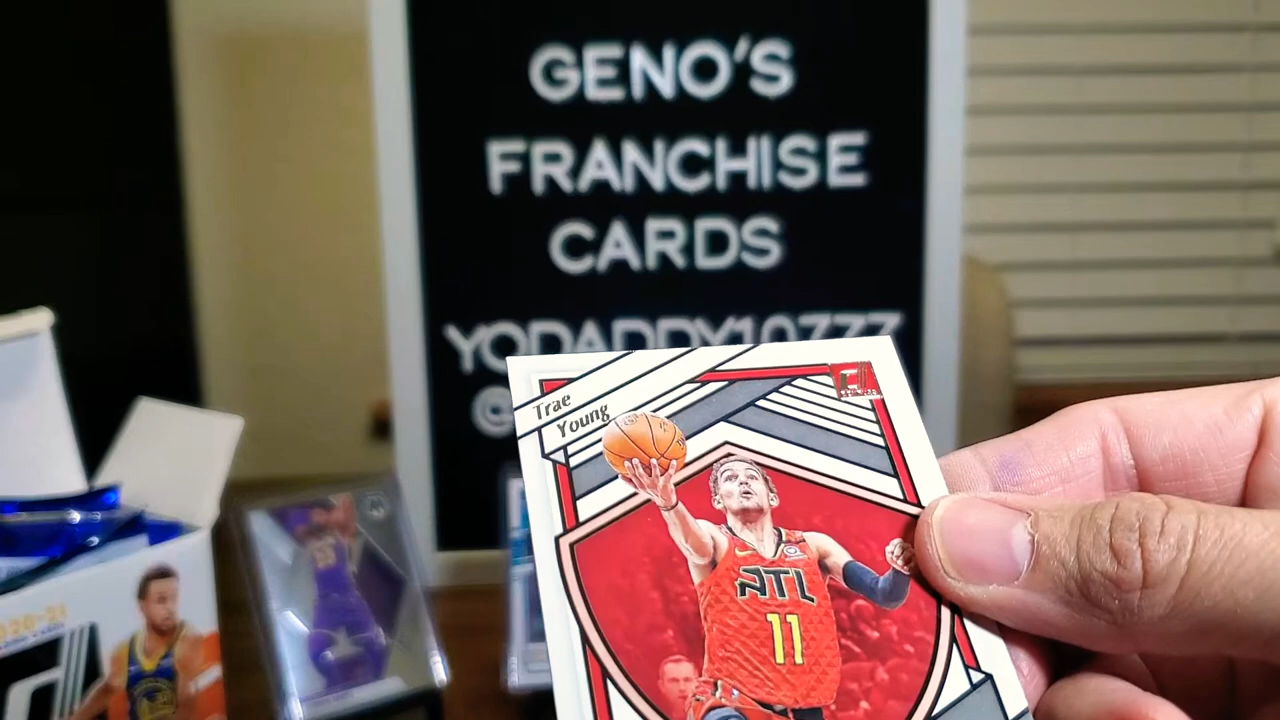 GENO'S
FRANCHISE
CARDS
YODADDY10777
@
Trae
Young
ATL
11
2020-21